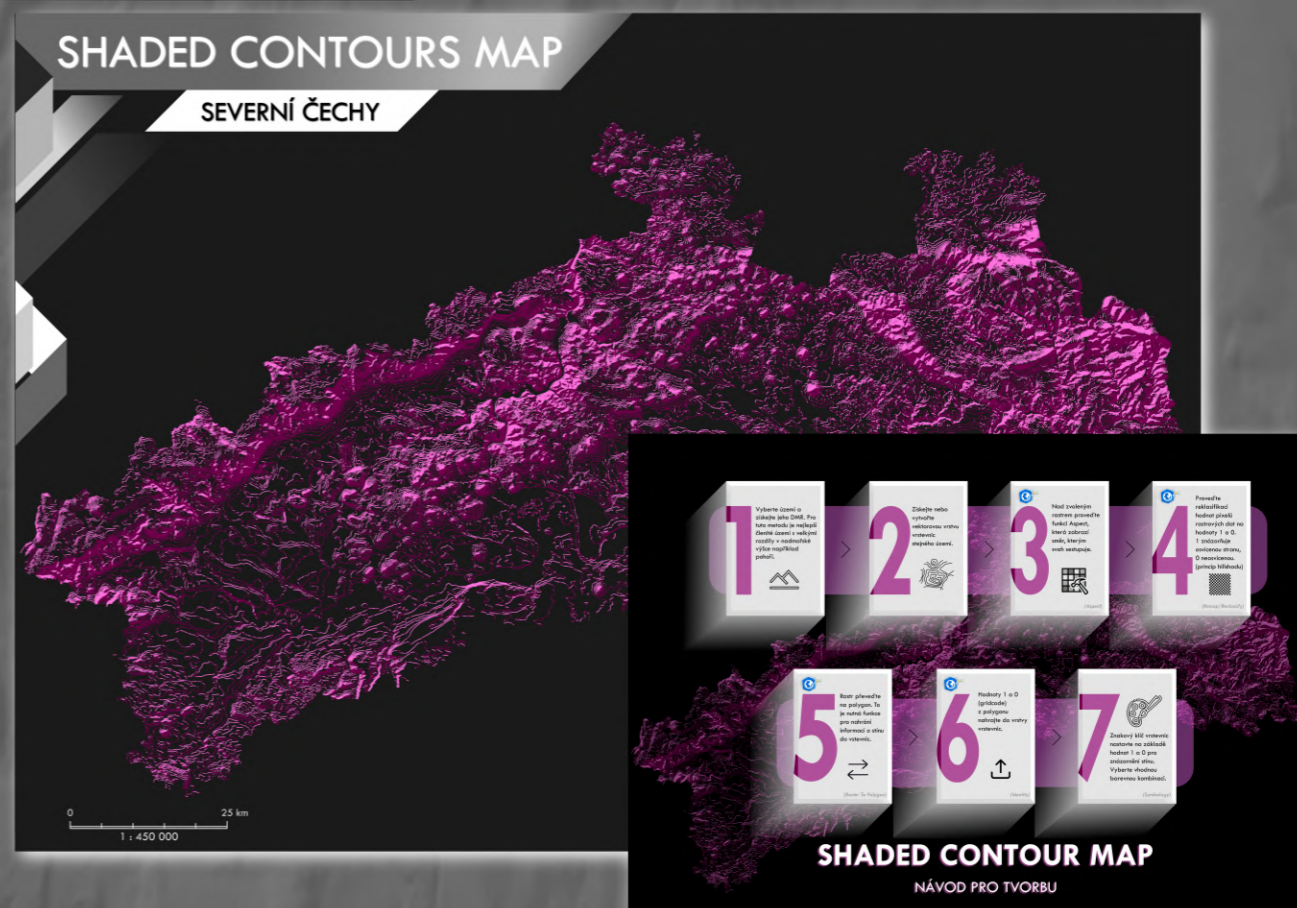 SHADED CONTOURS MAP
SEVERNÍ ČECHY
0
25 km
1 : 450 000
1
Vyberte území a
získejte jeho DMR. Pro
tuto metodu je nejlepší
členité území s velkými
rozdíly v nadmořské
výšce například
pohoří.
2
Získejte nebo
vytvořte
vektorovou vrstvu
vrstevnic
stejného území.
3
Nad zvoleným
rastrem proveďte
funkci Aspect,
která zobrazí
směr, kterým
svah sestupuje.
(Aspect)
4
Proveďte
reklasifikaci
hodnot pixelů
rastrových dat na
hodnoty 1 a 0.
1 znázorňuje
osvícenou stranu,
0 neosvícenou.
(princip hillshadu)
(Remap/Reclassify)
5
Rastr převeďte
na polygon. To
je nutná funkce
pro nahrání
informací o stínu
do vstevnic.
(Raster To Polygon)
6
Hodnoty 1 a 0
(gridcode)
z polygonu
nahrajte do vrstvy
vrstevnic.
(Identity)
7
Znakový klíč vrstevnic
nastavte na základě
hodnot 1 a 0 pro
znázornění stínu.
Vyberte vhodnou
barevnou kombinaci.
(Symbology)
SHADED CONTOUR MAP
NÁVOD PRO TVORBU